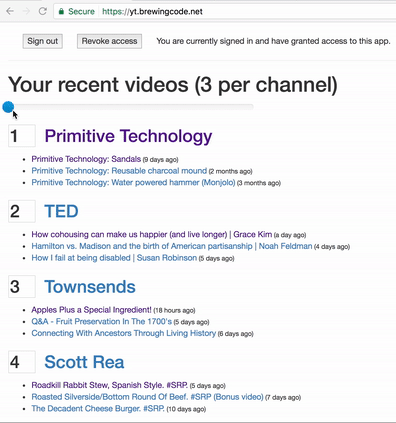 Secure https://yt.brewingcode.net
Sign out Revoke access You are currently signed in and have granted access to this app.
Your recent videos (3 per channel)
1 Primitive Technology
Primitive Technology: Sandals (9 days ago)
Primitive Technology: Reusable charcoal mound (2 months ago)
Primitive Technology: Water powered hammer (Monjolo) (3 months ago)
2 TED
How cohousing can make us happier (and live longer) | Grace Kim (a day ago)
Hamilton vs. Madison and the birth of American partisanship | Noah Feldman (4 days ago)
How I fail at being disabled | Susan Robinson (5 days ago)
3 Townsends
Apples Plus a Special Ingredient! (18 hours ago)
Q&A - Fruit Preservation In The 1700's (5 days ago)
Connecting With Ancestors Through Living History (6 days ago)
4 Scott Rea
Roadkill Rabbit Stew, Spanish Style. #SRP. (5 days ago)
Roasted Silverside/Bottom Round Of Beef. #SRP (Bonus video) (7 days ago)
The Decadent Cheese Burger. #SRP. (10 days ago)